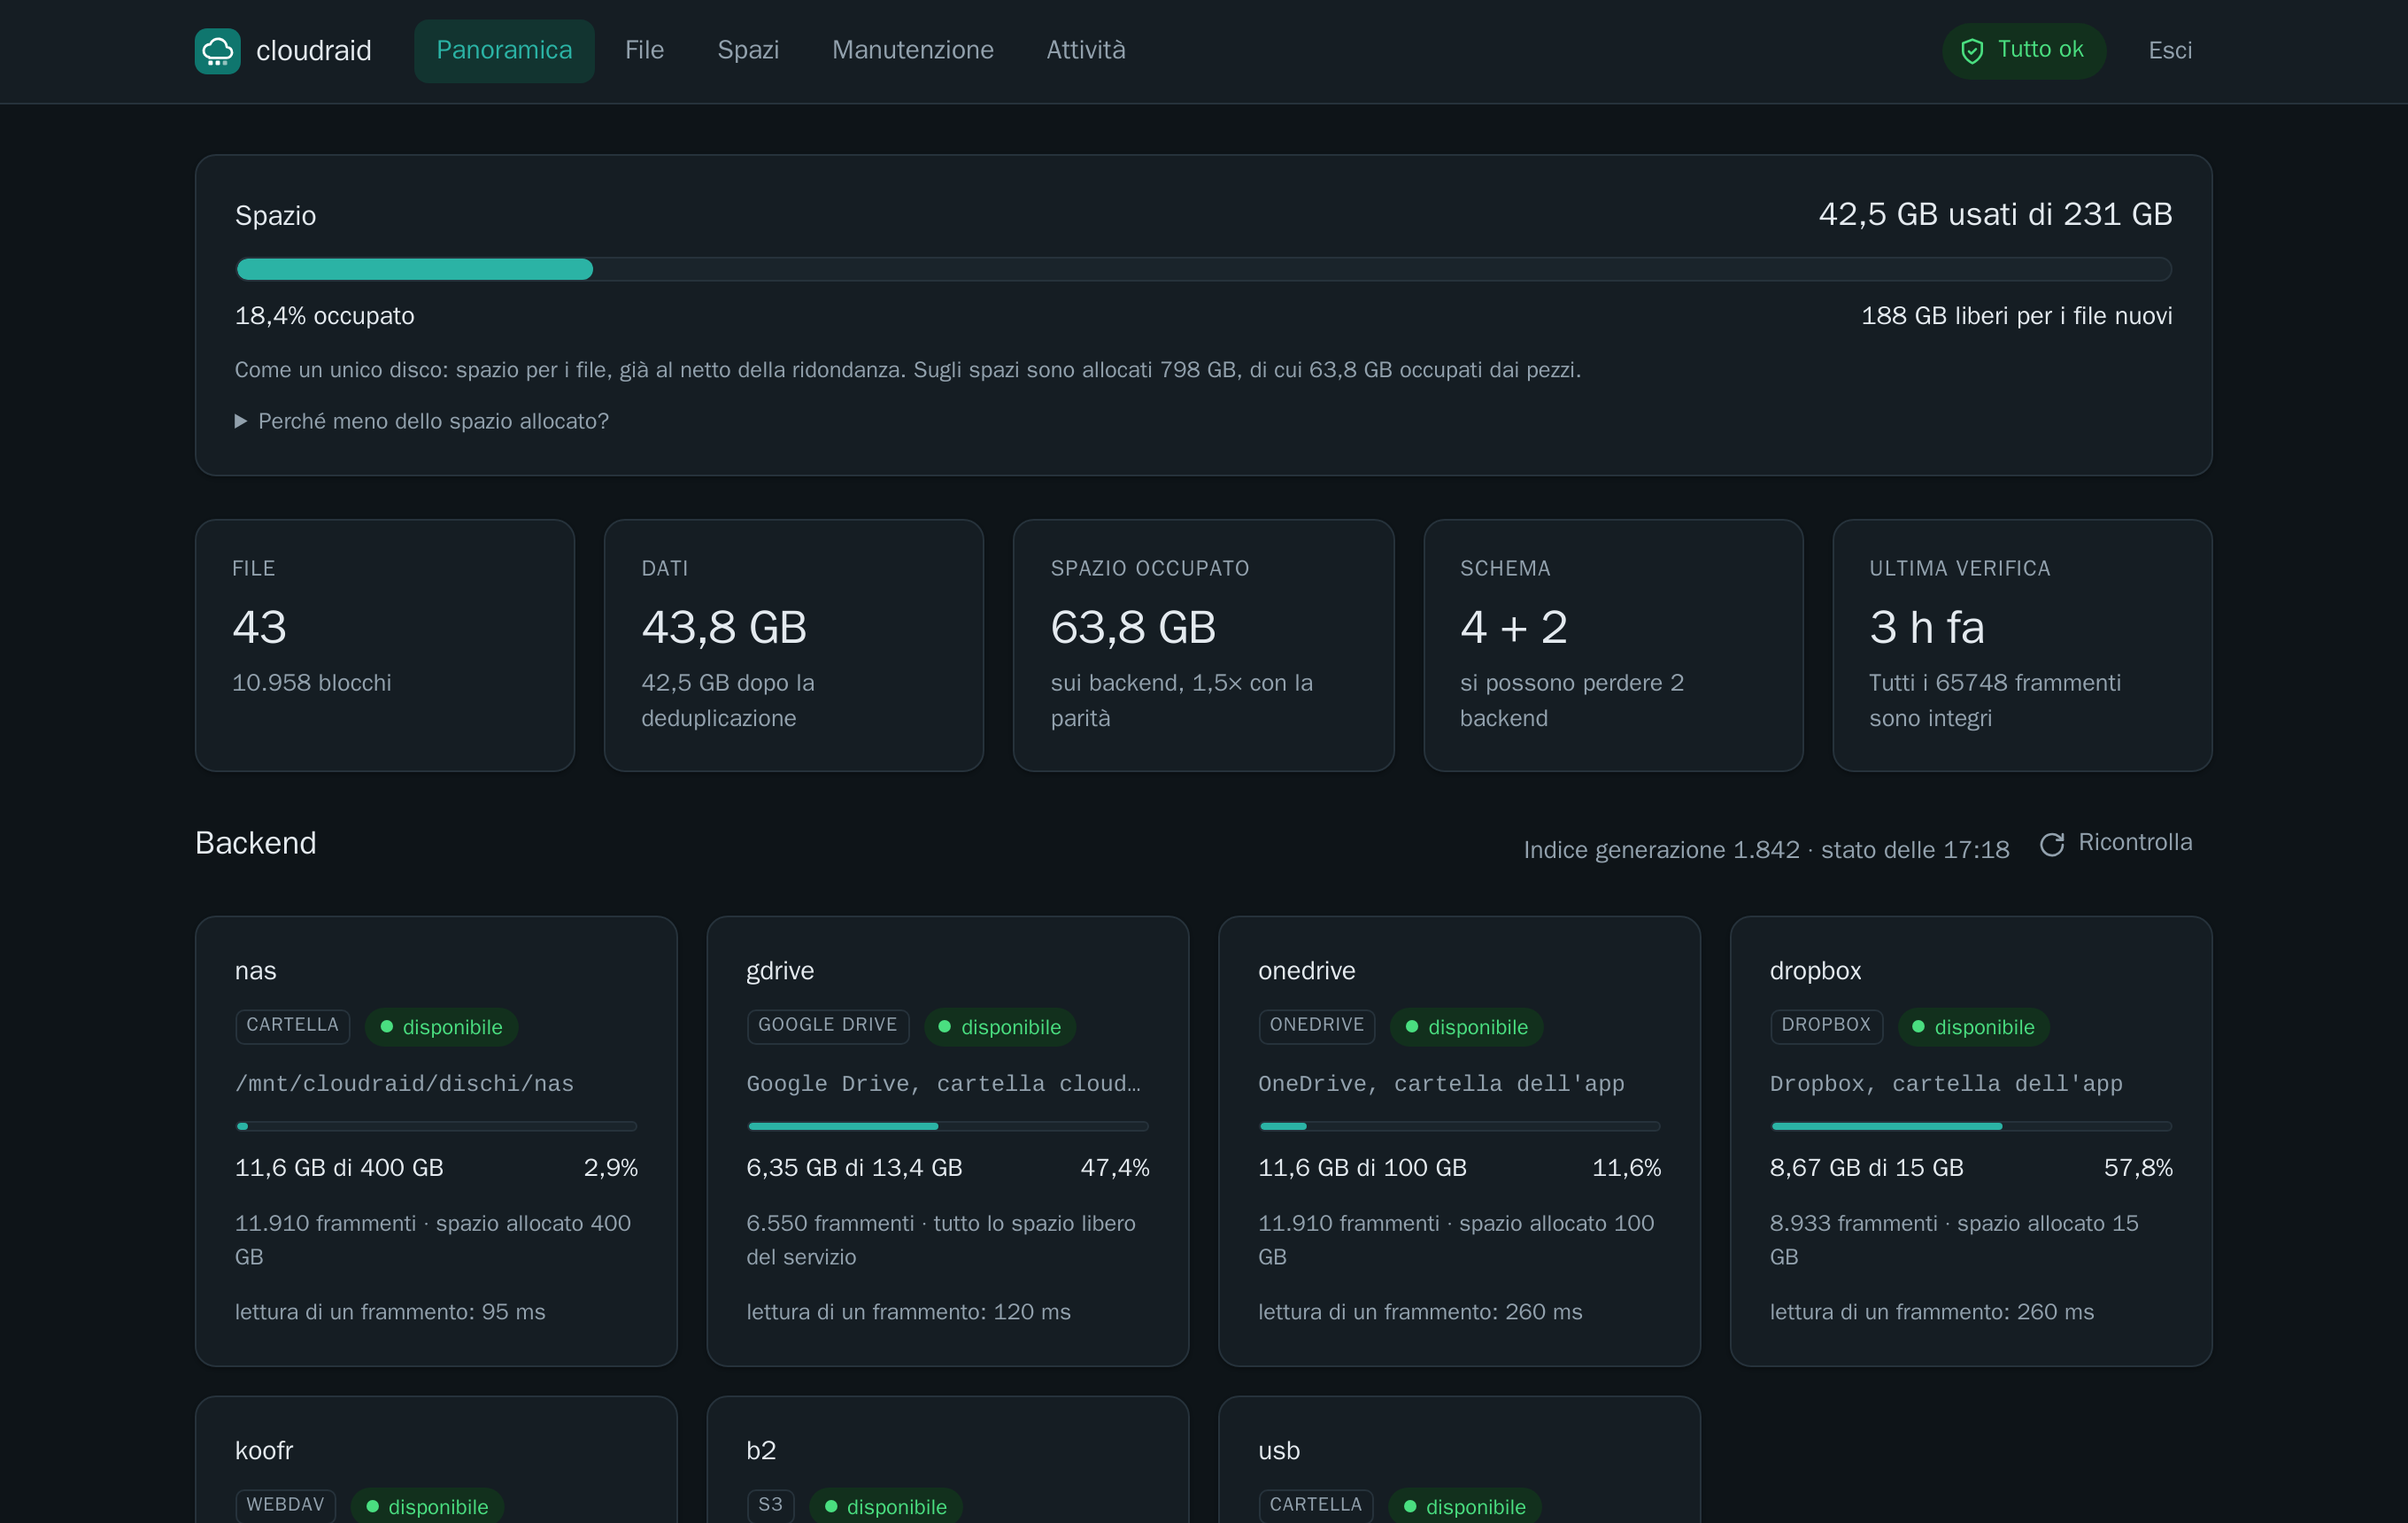 cloudraid Panoramica File Spazi Manutenzione Attività Tutto ok Esci
Spazio 42,5 GB usati di 231 GB
18,4% occupato 188 GB liberi per i file nuovi
Come un unico disco: spazio per i file, già al netto della ridondanza. Sugli spazi sono allocati 798 GB, di cui 63,8 GB occupati dai pezzi.
Perché meno dello spazio allocato?
FILE
43
10.958 blocchi
DATI
43,8 GB
42,5 GB dopo la
deduplicazione
SPAZIO OCCUPATO
63,8 GB
sui backend, 1,5× con la
parità
SCHEMA
4 + 2
si possono perdere 2
backend
ULTIMA VERIFICA
3 h fa
Tutti i 65748 frammenti
sono integri
Backend Indice generazione 1.842 · stato delle 17:18 Ricontrolla
nas
CARTELLA disponibile
/mnt/cloudraid/dischi/nas
11,6 GB di 400 GB 2,9%
11.910 frammenti · spazio allocato 400
GB
lettura di un frammento: 95 ms
gdrive
GOOGLE DRIVE disponibile
Google Drive, cartella cloud…
6,35 GB di 13,4 GB 47,4%
6.550 frammenti · tutto lo spazio libero
del servizio
lettura di un frammento: 120 ms
onedrive
ONEDRIVE disponibile
OneDrive, cartella dell'app
11,6 GB di 100 GB 11,6%
11.910 frammenti · spazio allocato 100
GB
lettura di un frammento: 260 ms
dropbox
DROPBOX disponibile
Dropbox, cartella dell'app
8,67 GB di 15 GB 57,8%
8.933 frammenti · spazio allocato 15
GB
lettura di un frammento: 260 ms
koofr
WEBDAV disponibile
b2
S3 disponibile
usb
CARTELLA disponibile